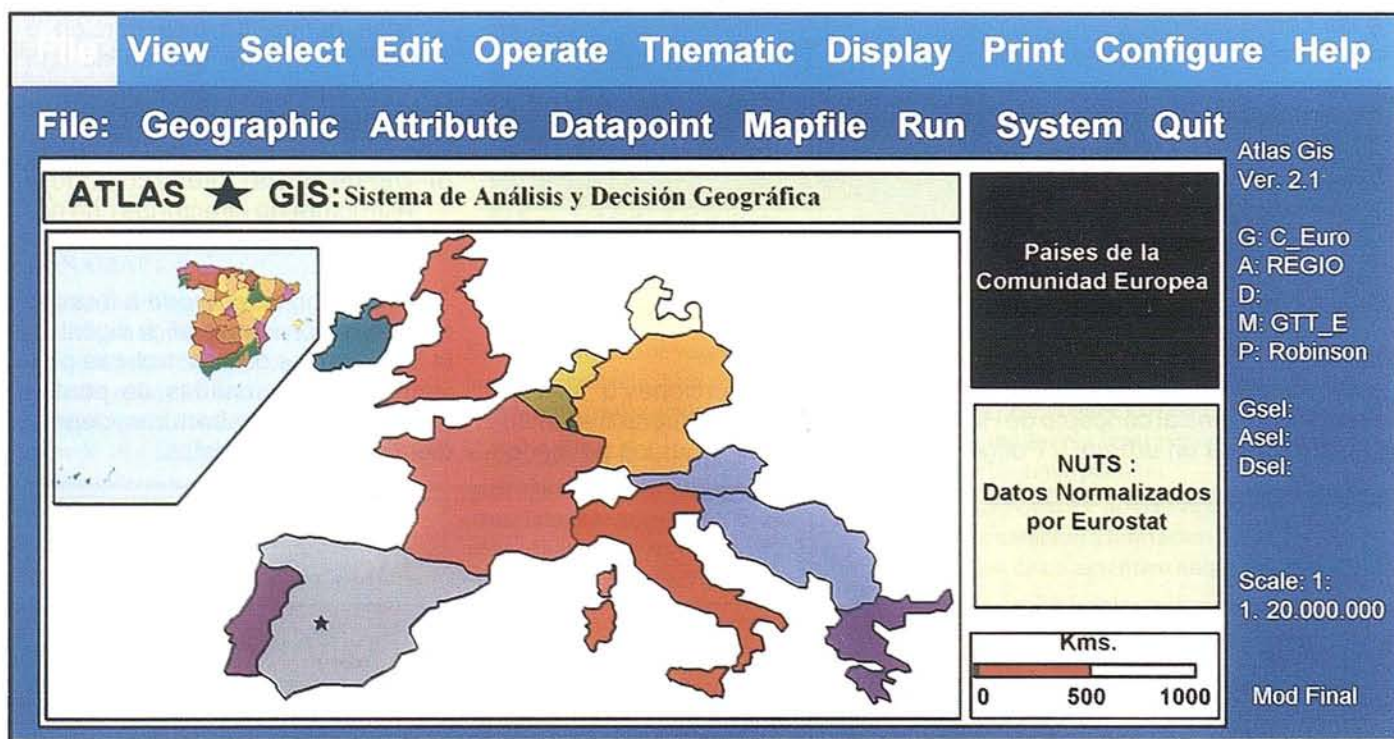 File View Select Edit Operate Thematic Display Print Configure Help
File: Geographic Attribute Datapoint Mapfile Run System Quit
ATLAS ★ GIS: Sistema de Análisis y Decisión Geográfica
Paises de la
Comunidad Europea
NUTS :
Datos Normalizados
por Eurostat
Kms.
0 500 1000
Atlas Gis
Ver. 2.1
G: C_Euro
A: REGIO
D:
M: GTT_E
P: Robinson
Gsel:
Asel:
Dsel:
Scale: 1:
1. 20.000.000
Mod Final